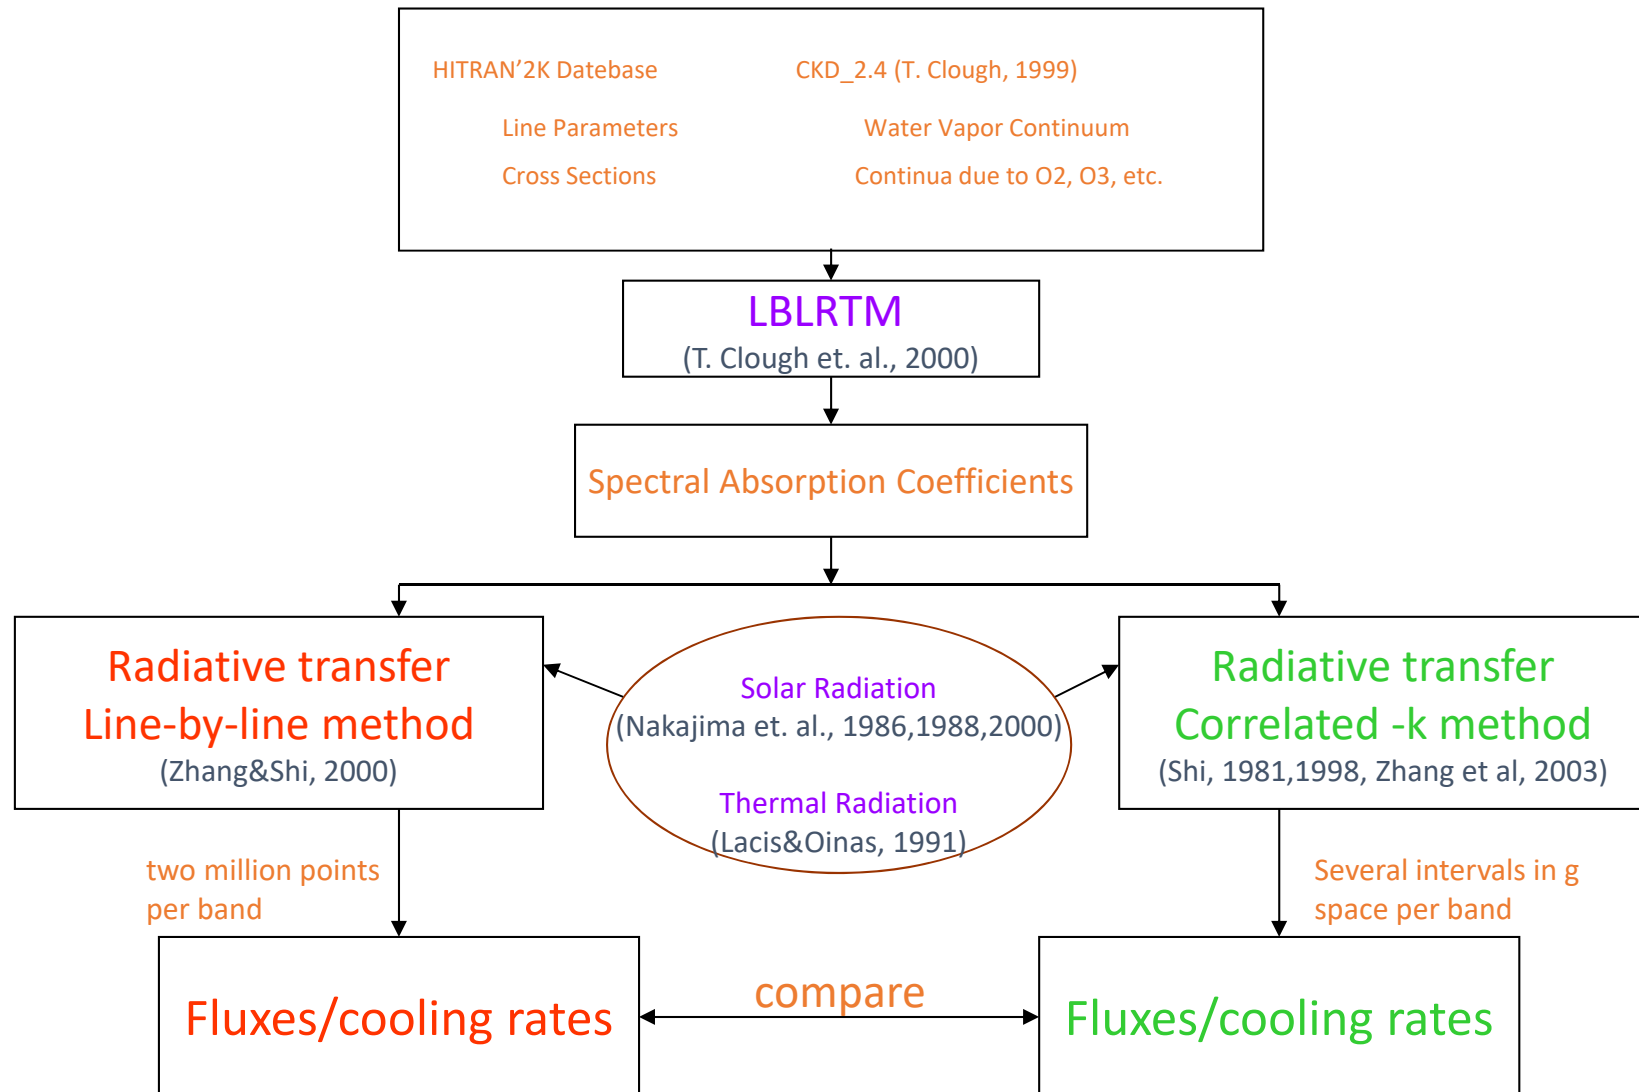 HITRAN’2K Datebase
CKD_2.4 (T. Clough, 1999)
Line Parameters
Water Vapor Continuum
Cross Sections
Continua due to O2, O3, etc.
LBLRTM
(T. Clough et. al., 2000)
Spectral Absorption Coefficients
Radiative transfer
Line-by-line method
(Zhang&Shi, 2000)
Solar Radiation
(Nakajima et. al., 1986,1988,2000)
Thermal Radiation
(Lacis&Oinas, 1991)
Radiative transfer
Correlated -k method
(Shi, 1981,1998, Zhang et al, 2003)
two million points
per band
Several intervals in g
space per band
Fluxes/cooling rates
compare
Fluxes/cooling rates